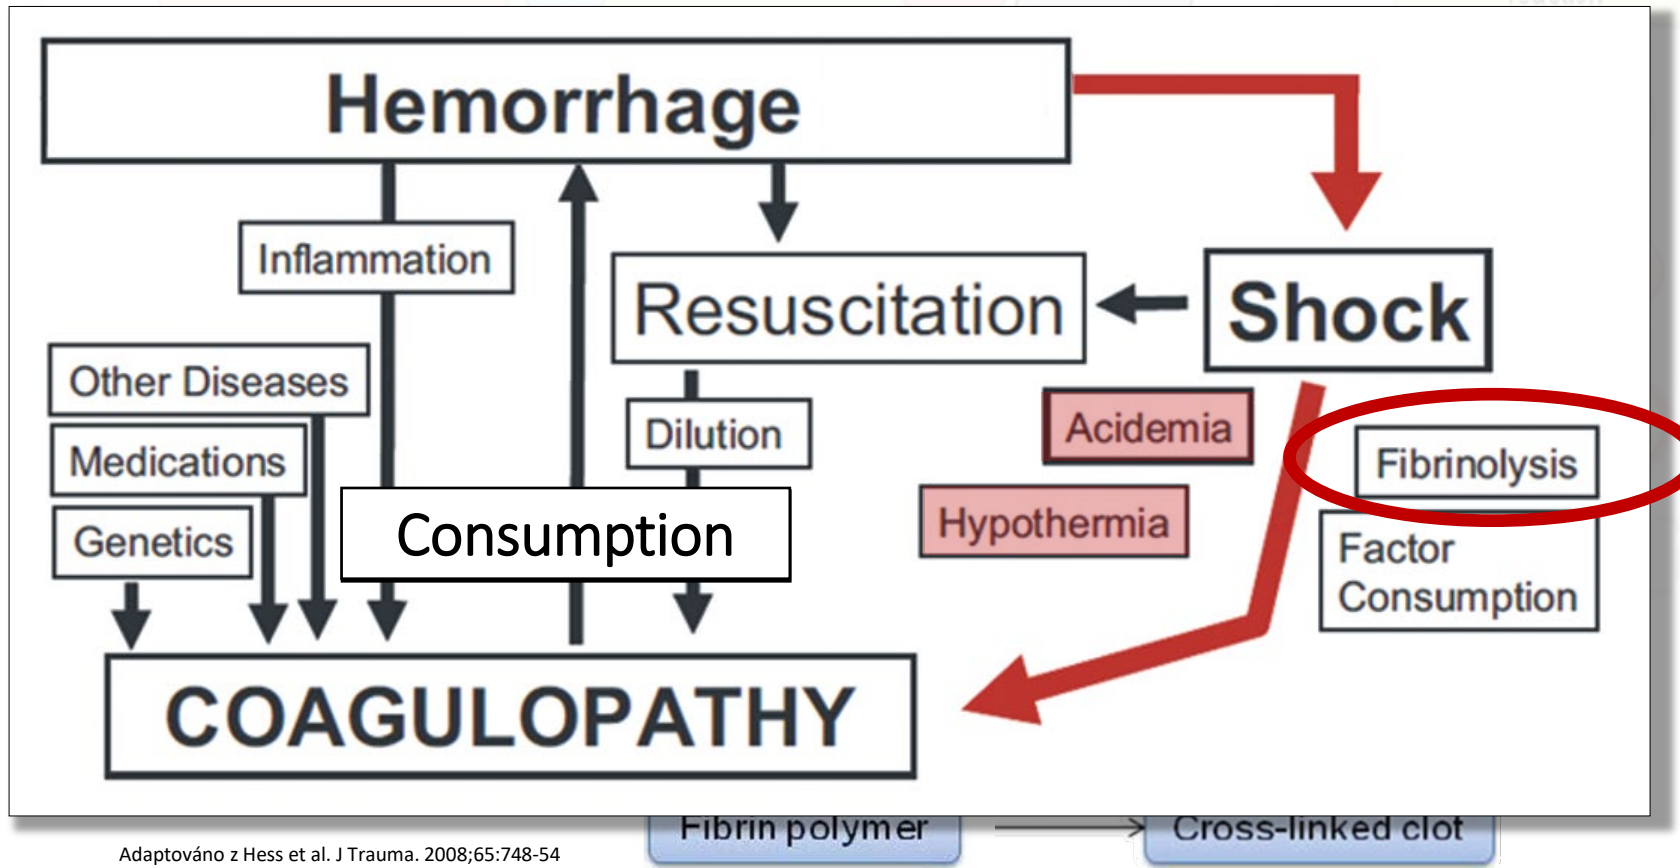 Hemorrhage
Inflammation
Resuscitation
Shock
Other Diseases
Medications
Genetics
Dilution
Acidemia
Hypothermia
Fibrinolysis
Factor
Consumption
Consumption
COAGULOPATHY
Fibrin polymer
Cross-linked clot
Adaptováno z Hess et al. J Trauma. 2008;65:748-54